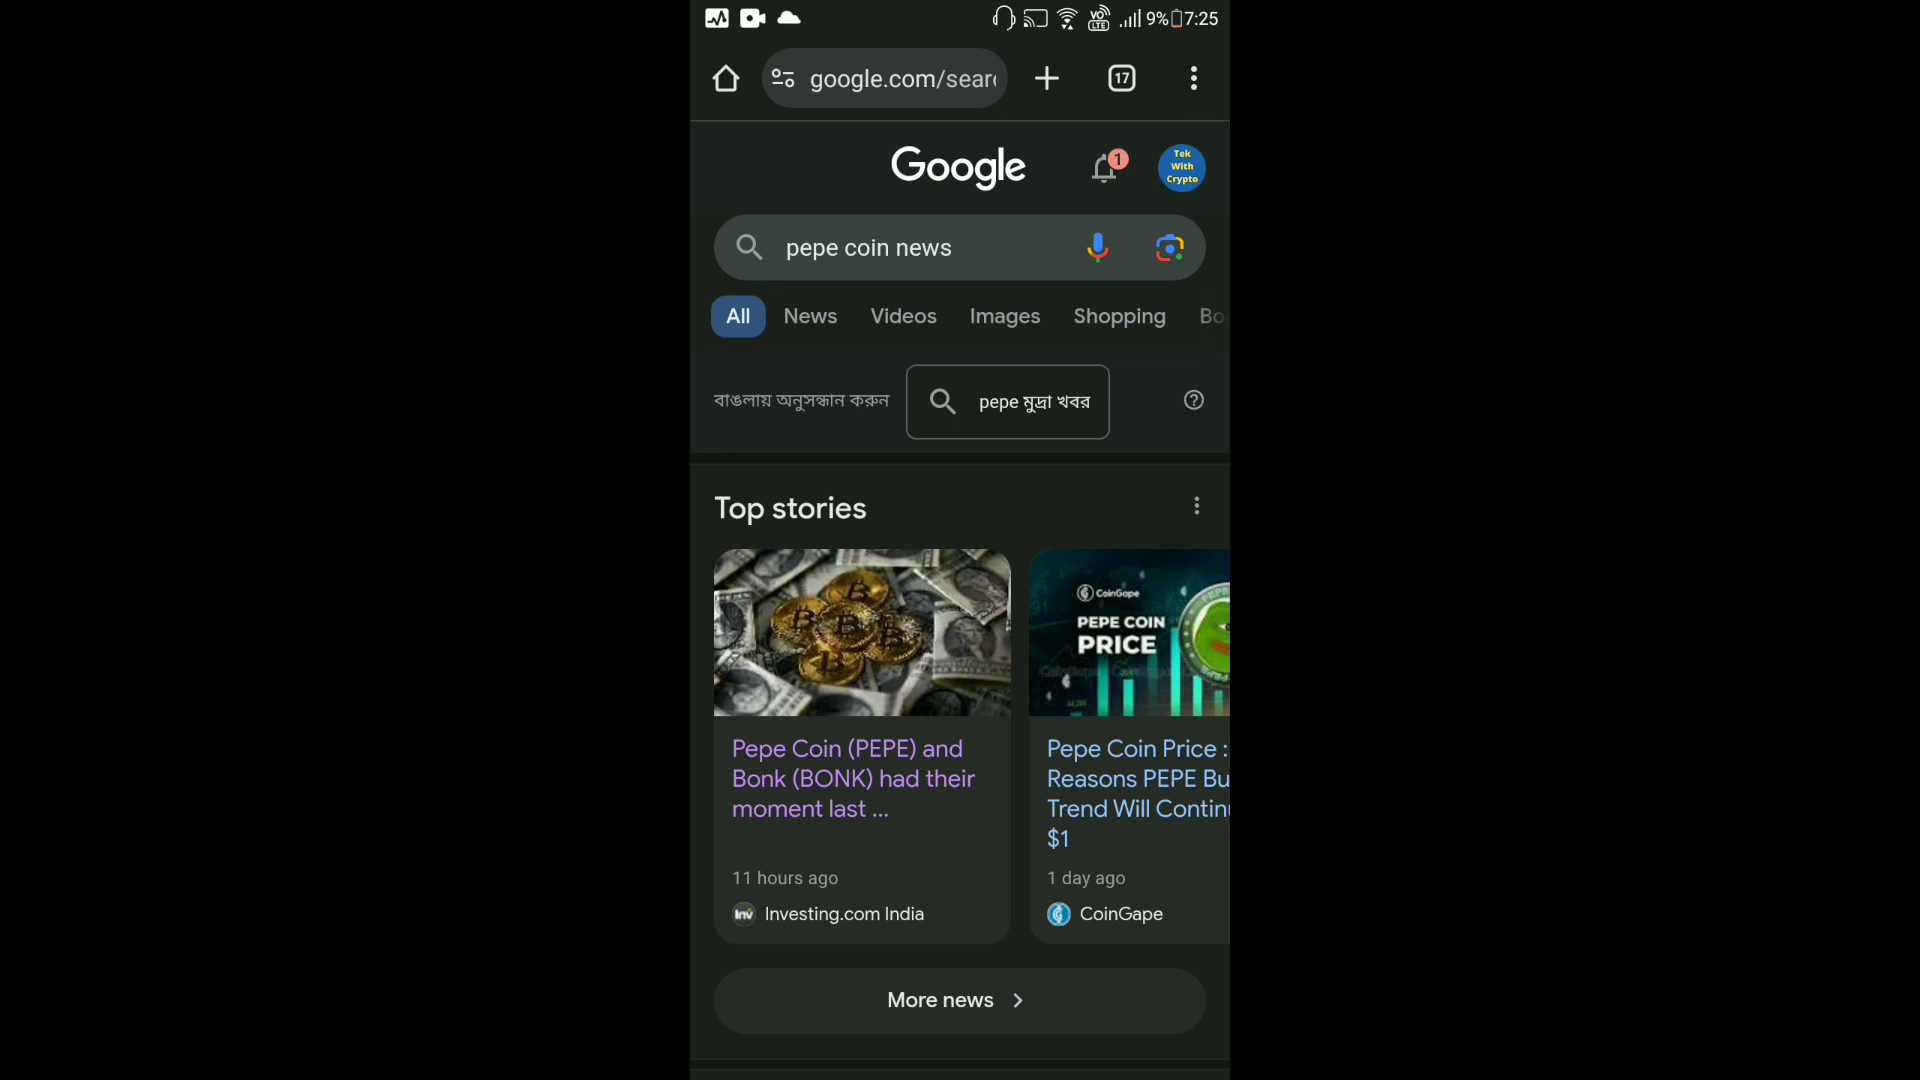 VO
LTE
9%
7:25
google.com/sear
17
Google
1
Tek
With
Crypto
pepe coin news
All
News
Videos
Images
Shopping
Bo
বাঙলায় অনুসন্ধান করুন
pepe মুদ্রা খবর
Top stories
CoinGape
PEPE COIN
PRICE
Pepe Coin (PEPE) and
Bonk (BONK) had their
moment last ...
11 hours ago
Inv
Investing.com India
Pepe Coin Price :
Reasons PEPE Bu
Trend Will Contin
$1
1 day ago
CoinGape
More news